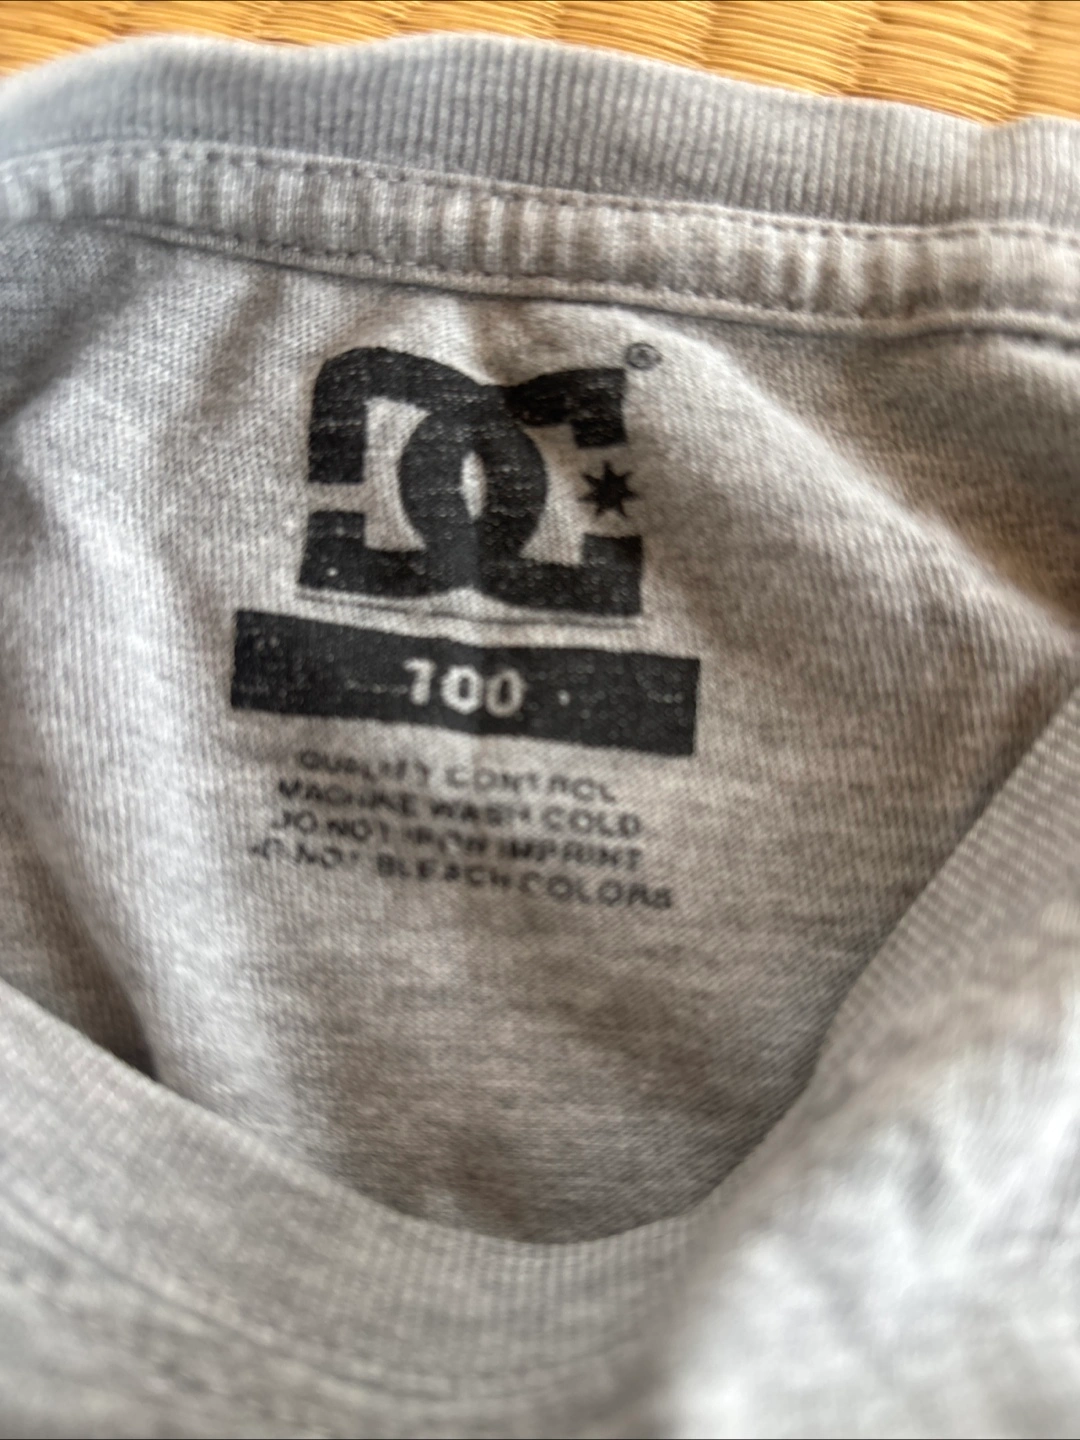 DC®
100
QUALITY CONTROL
MACHINE WASH COLD
DO NOT IRON IMPRINT
DO NOT BLEACH COLORS